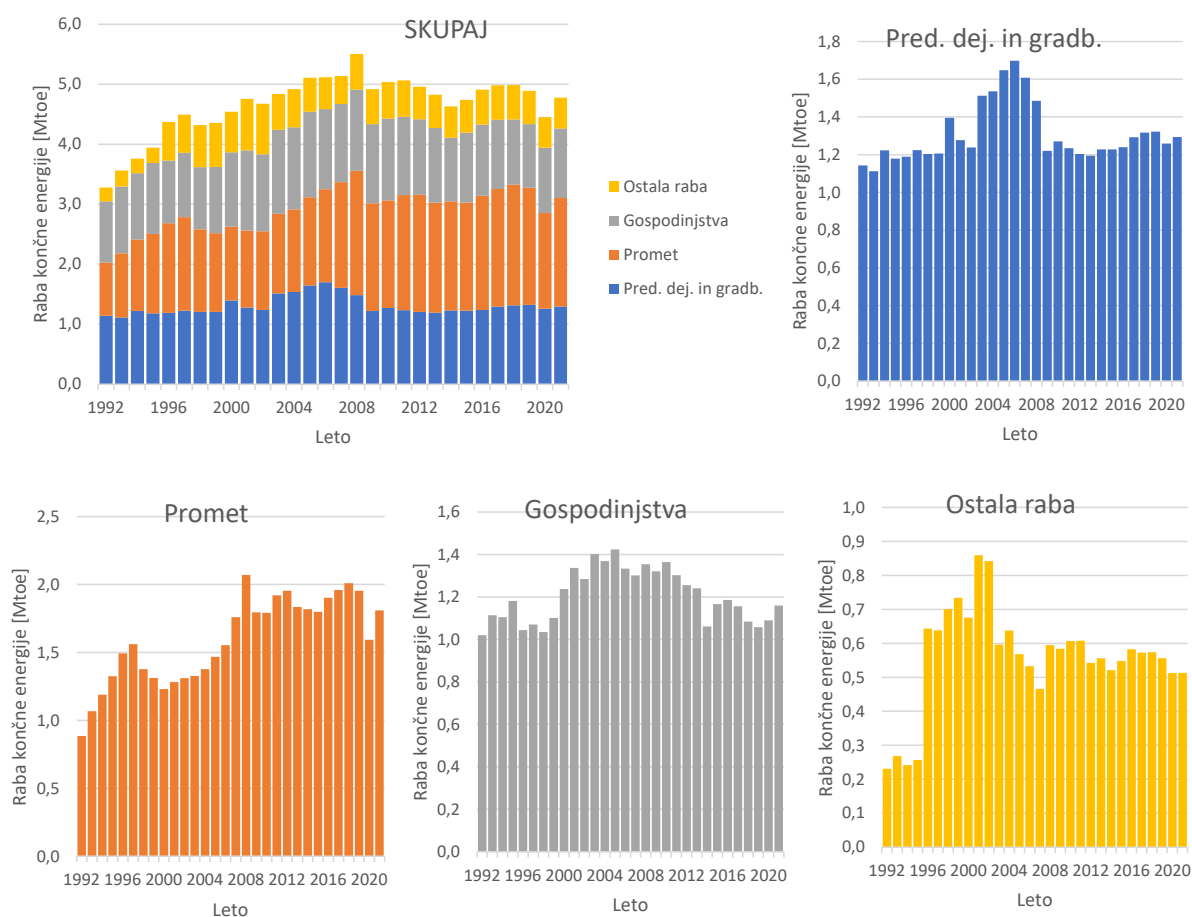 SKUPAJ
Raba končne energije [Mtoe]
6,0
5,0
4,0
3,0
2,0
1,0
0,0
1992 1996 2000 2004 2008 2012 2016 2020
Leto
Ostala raba
Gospodinjstva
Promet
Pred. dej. in gradb.
Pred. dej. in gradb.
Raba končne energije [Mtoe]
1,8
1,6
1,4
1,2
1,0
0,8
0,6
0,4
0,2
0,0
1992 1996 2000 2004 2008 2012 2016 2020
Leto
Promet
Raba končne energije [Mtoe]
2,5
2,0
1,5
1,0
0,5
0,0
1992 1996 2000 2004 2008 2012 2016 2020
Leto
Gospodinjstva
Raba končne energije [Mtoe]
1,6
1,4
1,2
1,0
0,8
0,6
0,4
0,2
0,0
1992 1996 2000 2004 2008 2012 2016 2020
Leto
Ostala raba
Raba končne energije [Mtoe]
1,0
0,9
0,8
0,7
0,6
0,5
0,4
0,3
0,2
0,1
0,0
1992 1996 2000 2004 2008 2012 2016 2020
Leto